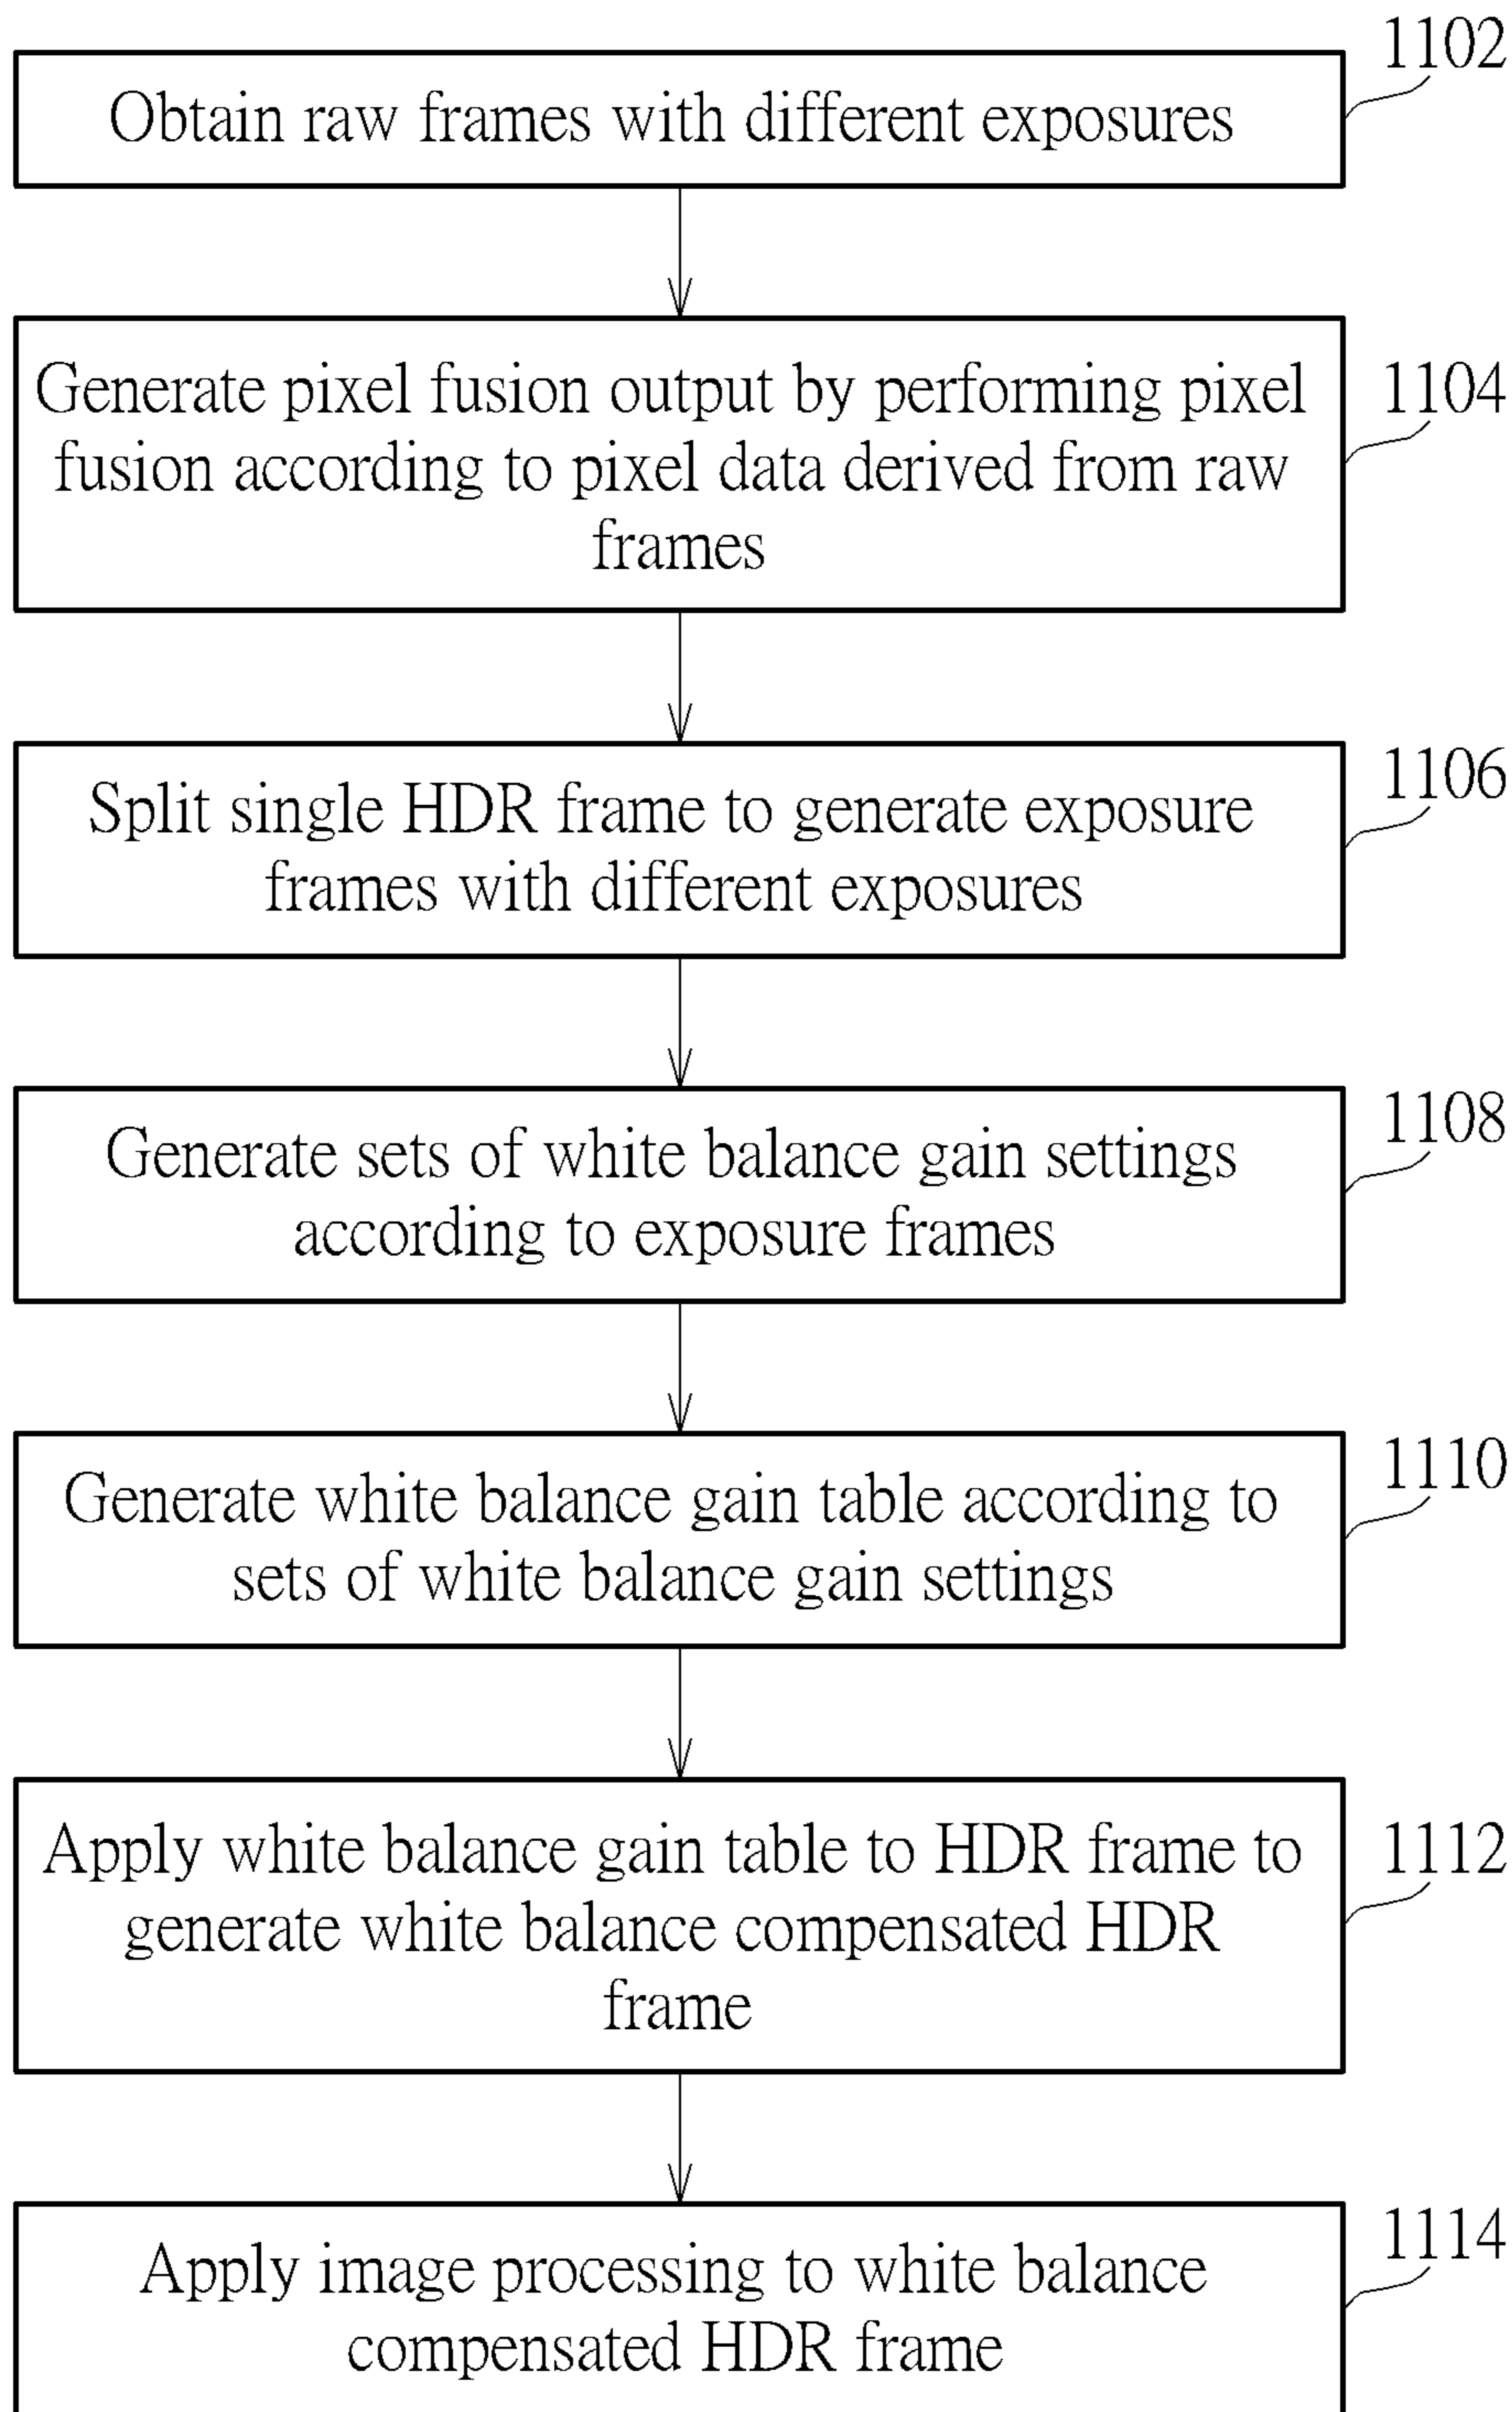 1102
Obtain raw frames with different exposures
Generate pixel fusion output by performing pixel
1104
fusion according to pixel data derived from raw
frames
1106
Split single HDR frame to generate exposure
frames with different exposures
1108
Generate sets of white balance gain settings
according to exposure frames
1110
Generate white balance gain table according to
sets of white balance gain settings
Apply white balance gain table to HDR frame to
1112
generate white balance compensated HDR
frame
1114
Apply image processing to white balance
compensated HDR frame